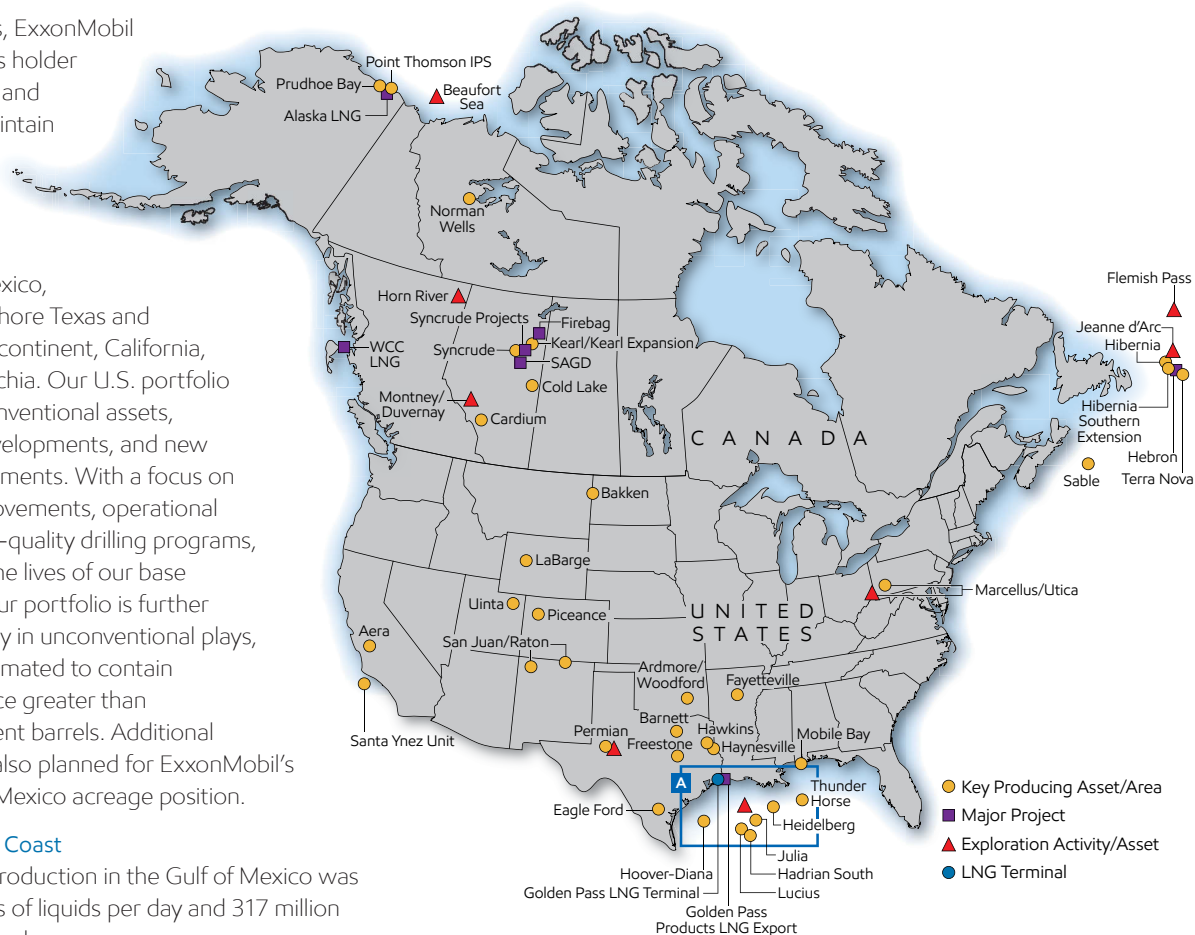 s, ExxonMobil
s holder
and
intain
exico,
hore Texas and
continent, California,
chia. Our U.S. portfolio
nventional assets,
velopments, and new
ments. With a focus on
ovements, operational
-quality drilling programs,
he lives of our base
ur portfolio is further
y in unconventional plays,
imated to contain
ce greater than
ent barrels. Additional
also planned for ExxonMobil's
Mexico acreage position.
Coast
roduction in the Gulf of Mexico was
s of liquids per day and 317 million
Point Thomson IPS
Prudhoe Bay
Beaufort
Sea
Alaska LNG
Norman
Wells
Horn River
Syncrude Projects
Firebag
WCC
LNG
Syncrude
Kearl/Kearl Expansion
SAGD
Cold Lake
Montney/
Duvernay
Cardium
CANADA
Flemish Pass
Jeanne d'Arc
Hibernia
Hibernia
Southern
Extension
Hebron
Terra Nova
Sable
Bakken
LaBarge
Uinta
Piceance
UNITED
STATES
Marcellus/Utica
Aera
San Juan/Raton
Santa Ynez Unit
Ardmore/
Woodford
Fayetteville
Barnett
Hawkins
Permian
Freestone
Haynesville
Mobile Bay
A
Thunder
Horse
Eagle Ford
Heidelberg
Julia
Hoover-Diana
Hadrian South
Golden Pass LNG Terminal
Lucius
Golden Pass
Products LNG Export
Key Producing Asset/Area
Major Project
Exploration Activity/Asset
LNG Terminal